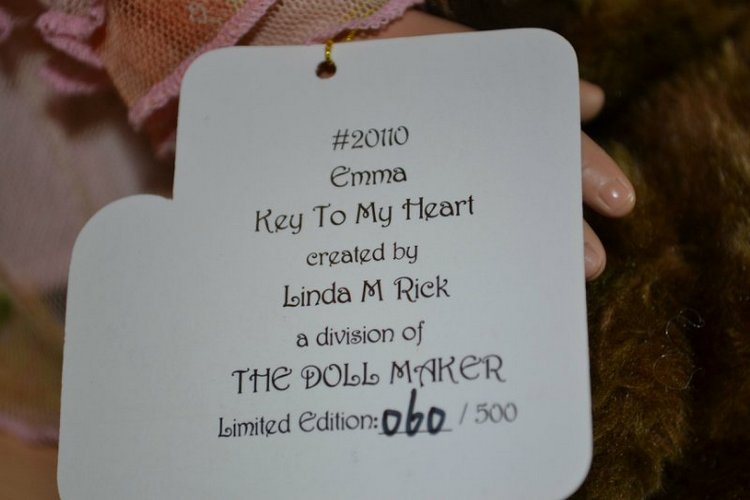 #20110
Emma
Key To My Heart
created by
Linda M Rick
a division of
THE DOLL MAKER
Limited Edition: 060 / 500